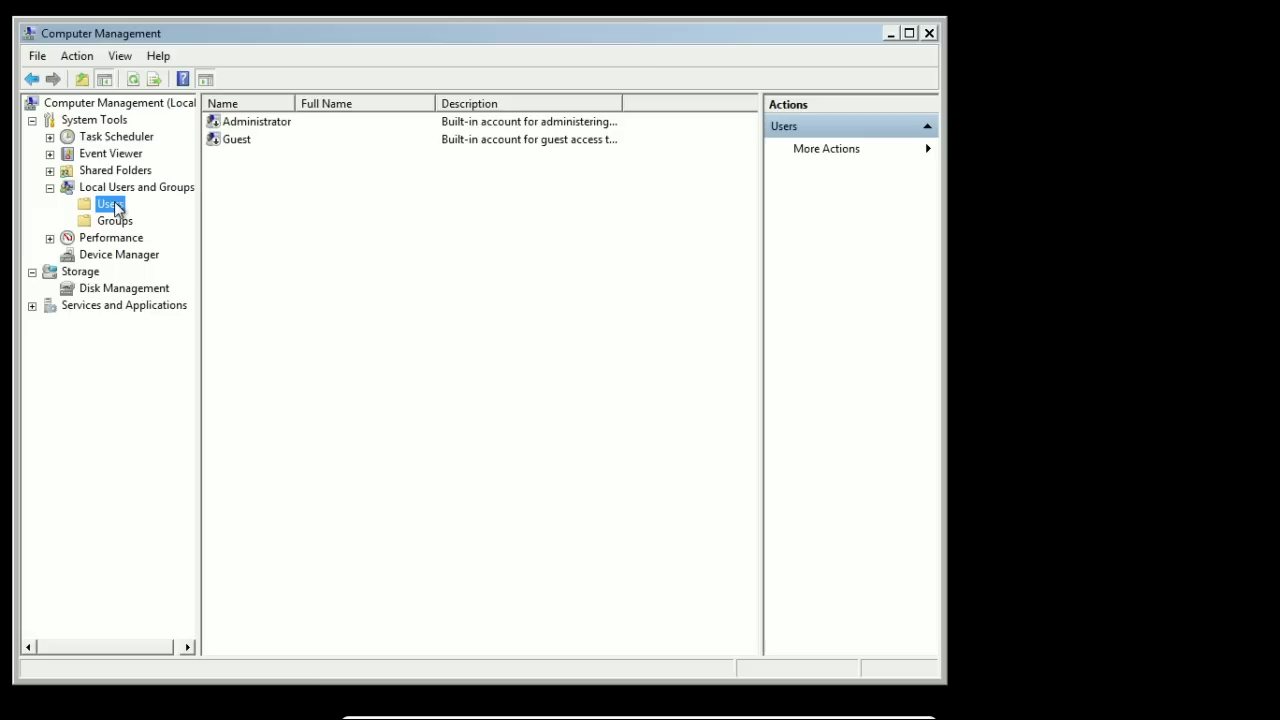 Computer Management
File Action View Help
Computer Management (Local
System Tools
Task Scheduler
Event Viewer
Shared Folders
Local Users and Groups
Users
Groups
Performance
Device Manager
Storage
Disk Management
Services and Applications
Name Full Name Description
Administrator Built-in account for administering...
Guest Built-in account for guest access t...
Actions
Users
More Actions